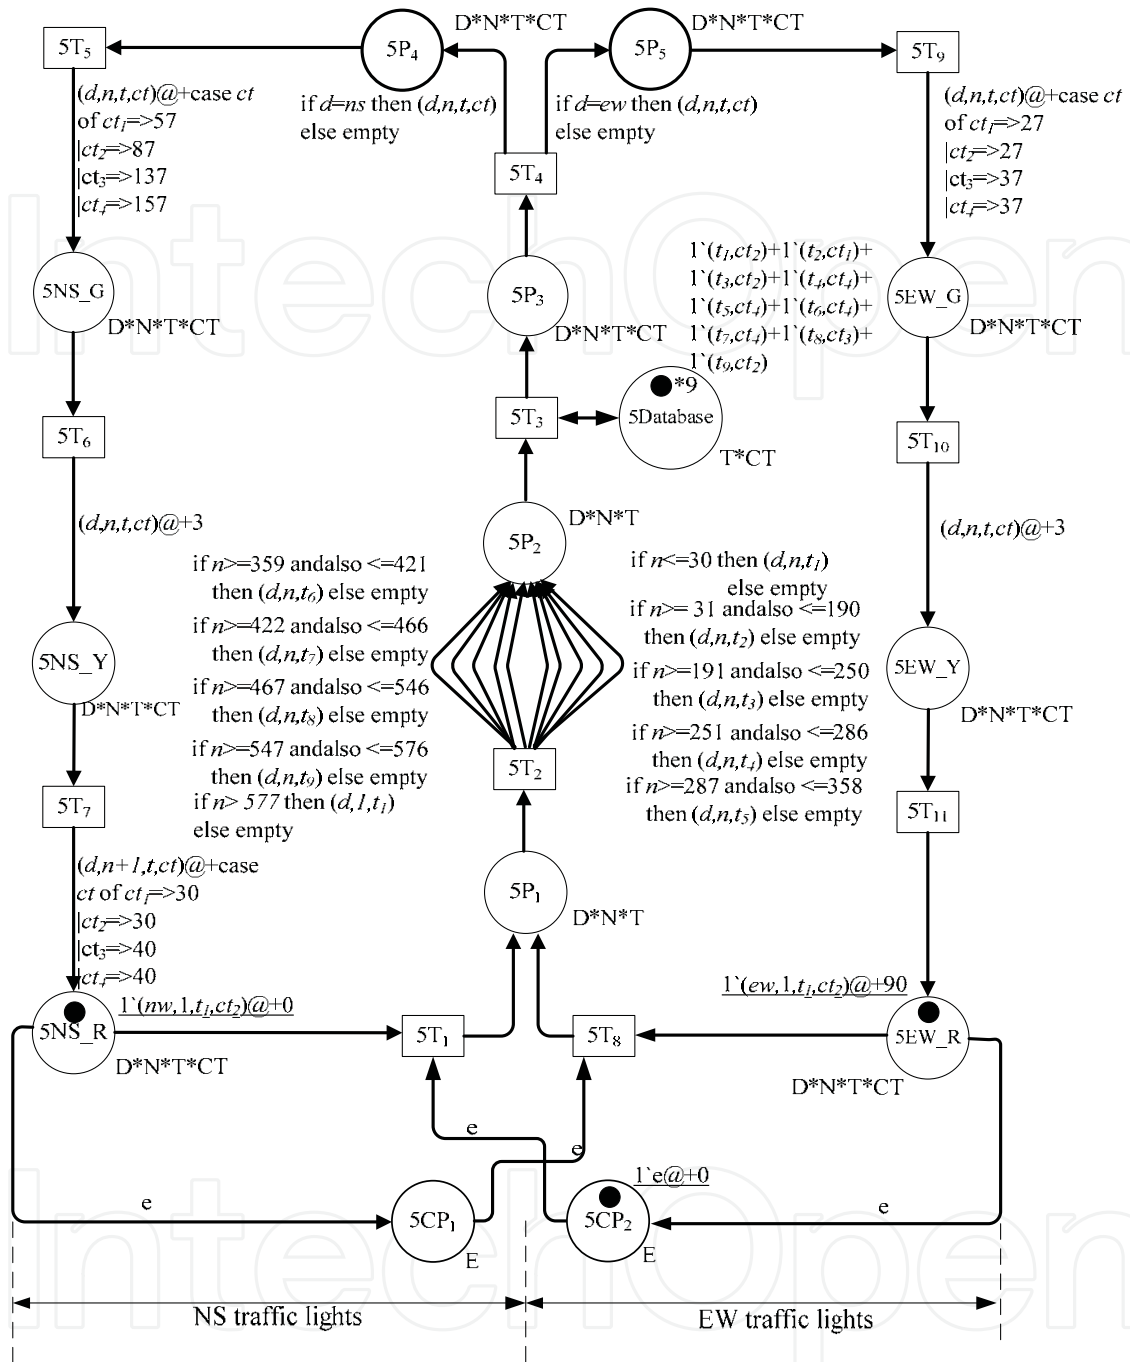 5T5
5P4
D*N*T*CT
5P5
D*N*T*CT
5T9
(d,n,t,ct)@+case ct
of ct1=>57
|ct2=>87
|ct3=>137
|ct4=>157
if d=ns then (d,n,t,ct)
else empty
if d=ew then (d,n,t,ct)
else empty
(d,n,t,ct)@+case ct
of ct1=>27
|ct2=>27
|ct3=>37
|ct4=>37
5T4
1`(t1,ct2)+1`(t2,ct1)+
1`(t3,ct2)+1`(t4,ct4)+
1`(t5,ct4)+1`(t6,ct4)+
1`(t7,ct4)+1`(t8,ct3)+
1`(t9,ct2)
5NS_G
D*N*T*CT
5P3
D*N*T*CT
5EW_G
D*N*T*CT
*9
5Database
T*CT
5T6
5T3
5T10
(d,n,t,ct)@+3
D*N*T
5P2
(d,n,t,ct)@+3
if n>=359 andalso <=421
then (d,n,t6) else empty
if n>=422 andalso <=466
then (d,n,t7) else empty
if n>=467 andalso <=546
then (d,n,t8) else empty
if n>=547 andalso <=576
then (d,n,t9) else empty
if n> 577 then (d,1,t1)
else empty
if n<=30 then (d,n,t1)
else empty
if n>= 31 andalso <=190
then (d,n,t2) else empty
if n>=191 andalso <=250
then (d,n,t3) else empty
if n>=251 andalso <=286
then (d,n,t4) else empty
if n>=287 andalso <=358
then (d,n,t5) else empty
5NS_Y
D*N*T*CT
5EW_Y
D*N*T*CT
5T2
5T7
5T11
(d,n+1,t,ct)@+case
ct of ct1=>30
|ct2=>30
|ct3=>40
|ct4=>40
5P1
D*N*T
1`(nw,1,t1,ct2)@+0
1`(ew,1,t1,ct2)@+90
5NS_R
D*N*T*CT
5T1
5T8
5EW_R
D*N*T*CT
e
e
1`e@+0
e
5CP1
E
5CP2
E
e
NS traffic lights
EW traffic lights
IntechOpen
IntechOpen